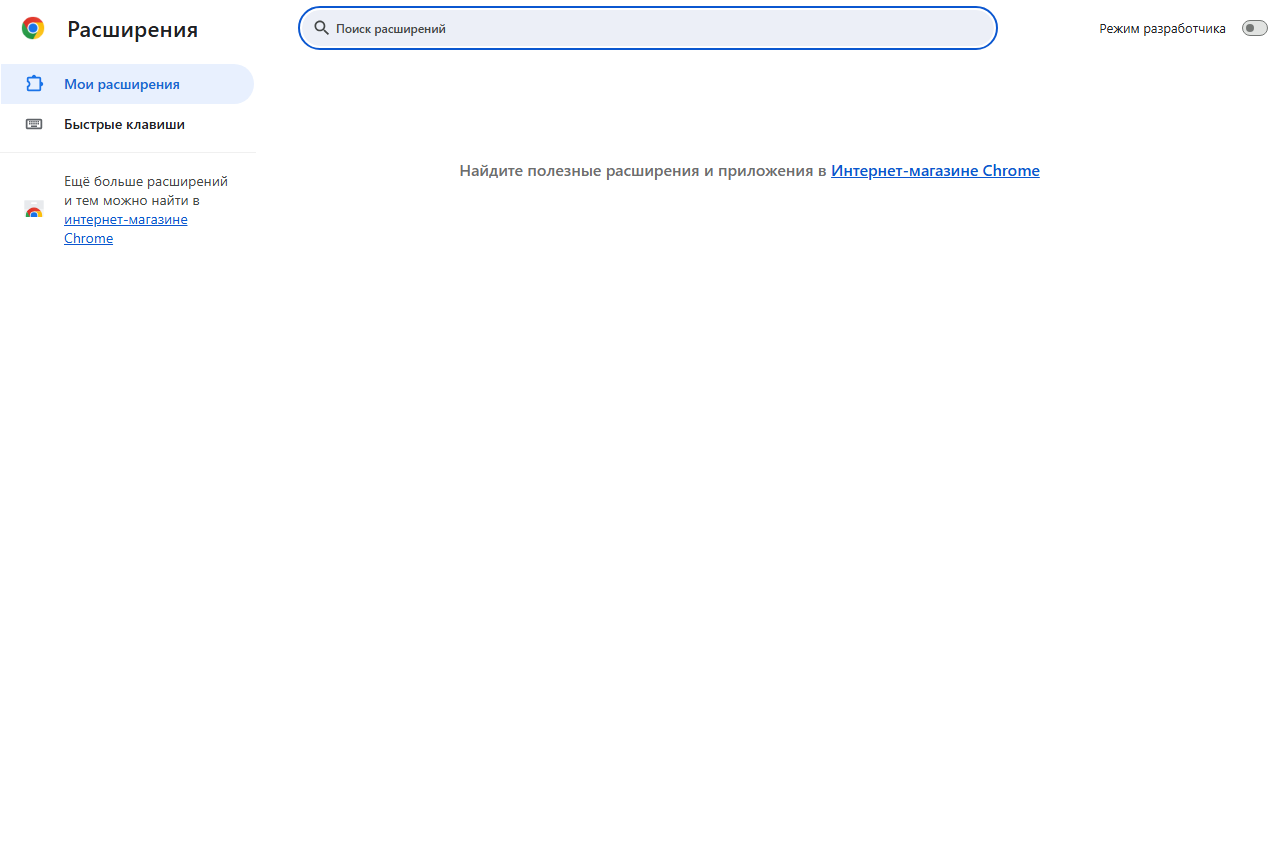 Расширения
Поиск расширений
Режим разработчика
Мои расширения
Быстрые клавиши
Ещё больше расширений
и тем можно найти в
интернет-магазине
Chrome
Найдите полезные расширения и приложения в Интернет-магазине Chrome